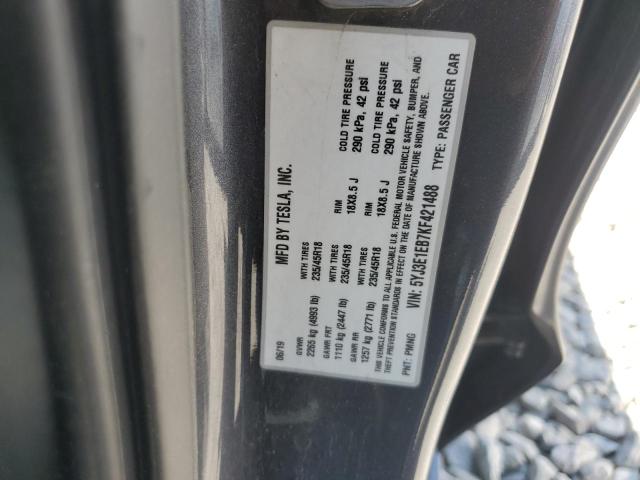 MFD BY TESLA, INC.
06/19
GVWR WITH TIRES RIM COLD TIRE PRESSURE
2265 kg (4993 lb) 235/45R18 18X8.5 J 290 kPa, 42 psi
GAWR FRT WITH TIRES RIM COLD TIRE PRESSURE
1110 kg (2447 lb) 235/45R18 18X8.5 J 290 kPa, 42 psi
GAWR RR WITH TIRES
1257 kg (2771 lb) 235/45R18
THIS VEHICLE CONFORMS TO ALL APPLICABLE U.S. FEDERAL MOTOR VEHICLE SAFETY, BUMPER, AND
THEFT PREVENTION STANDARDS IN EFFECT ON THE DATE OF MANUFACTURE SHOWN ABOVE.
VIN: 5YJ3E1EB7KF421488 TYPE: PASSENGER CAR
PNT: PMNG